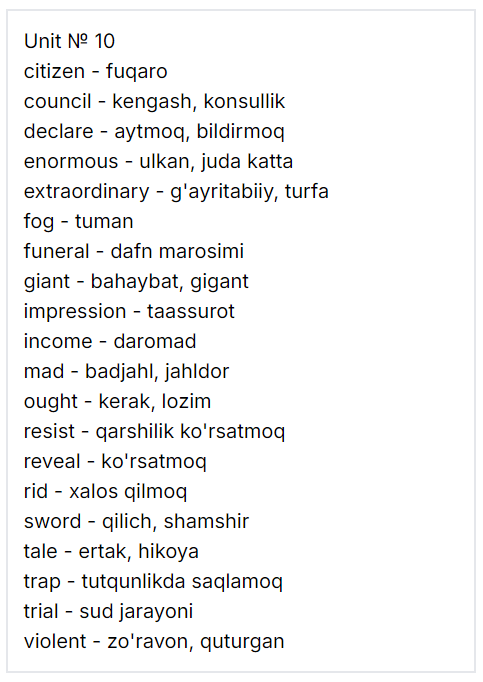 Unit № 10
citizen - fuqaro
council - kengash, konsullik
declare - aytmoq, bildirmoq
enormous - ulkan, juda katta
extraordinary - g'ayritabiiy, turfa
fog - tuman
funeral - dafn marosimi
giant - bahaybat, gigant
impression - taassurot
income - daromad
mad - badjahl, jahldor
ought - kerak, lozim
resist - qarshilik ko'rsatmoq
reveal - ko'rsatmoq
rid - xalos qilmoq
sword - qilich, shamshir
tale - ertak, hikoya
trap - tutqunlikda saqlamoq
trial - sud jarayoni
violent - zo'ravon, quturgan